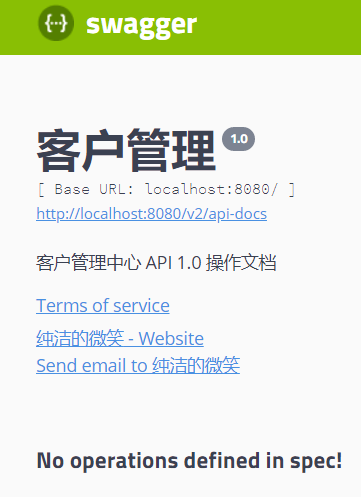 {···} swagger
客户管理 1.0
[ Base URL: localhost:8080/ ]
http://localhost:8080/v2/api-docs
客户管理中心 API 1.0 操作文档
Terms of service
纯洁的微笑 - Website
Send email to 纯洁的微笑
No operations defined in spec!